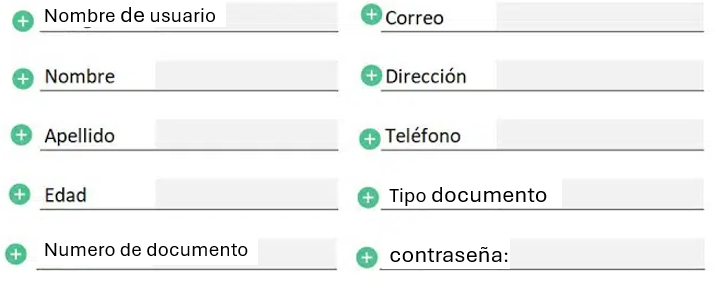 Nombre de usuario
Correo
Nombre
Dirección
Apellido
Teléfono
Edad
Tipo documento
Numero de documento
contraseña: